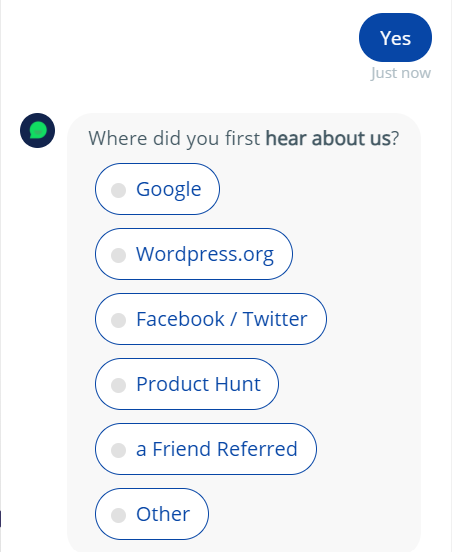 Yes
Just now
Where did you first hear about us?
Google
Wordpress.org
Facebook / Twitter
Product Hunt
a Friend Referred
Other